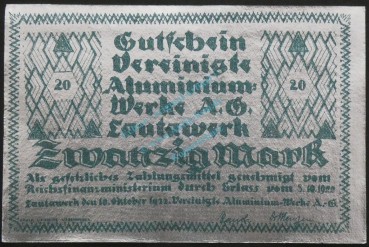 Gutschein
Vereinigte
Aluminium-
20
20
Werke A.G.
Lautawerk
Zwanzig Mark
Als gesetzliches Zahlungsmittel genehmigt vom
Reichsfinanzministerium durch Erlass vom 5.10.1922
Lautawerk den 10. Oktober 1922. Vereinigte Aluminium-Werke A.-G.